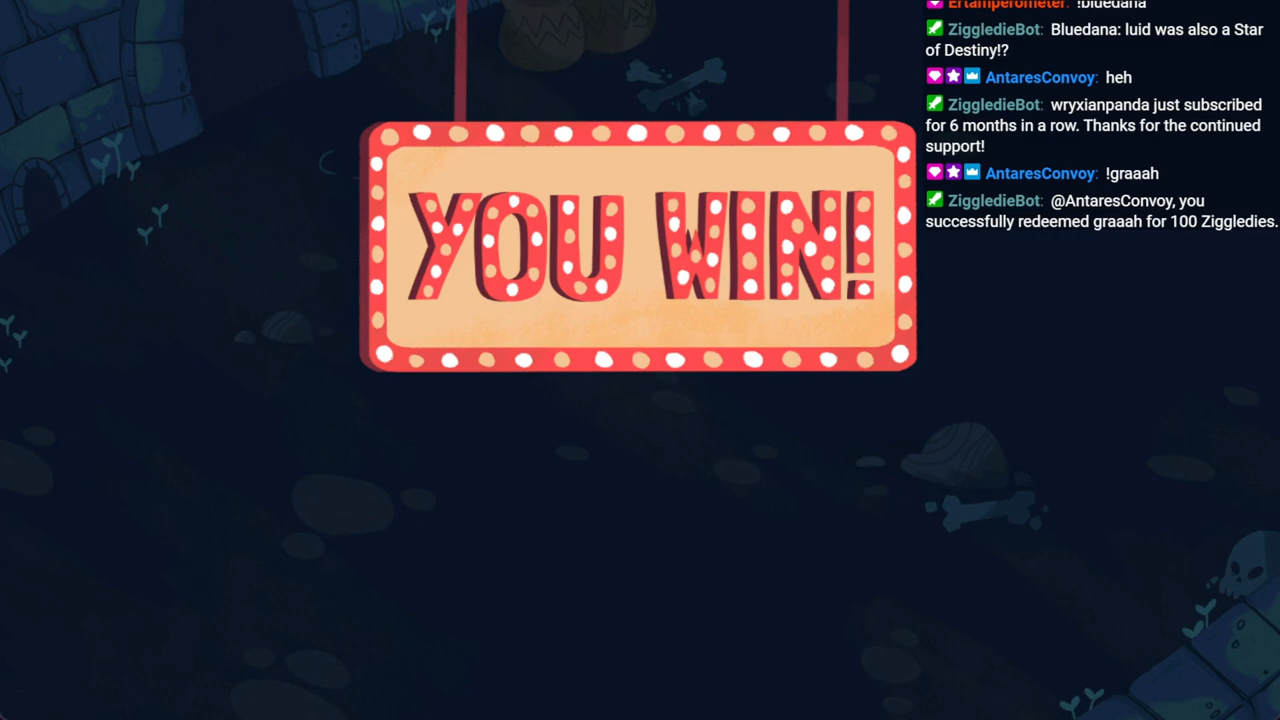 YOU WIN!
Ertamperometer: !bluedana
ZiggledieBot: Bluedana: luid was also a Star
of Destiny!?
AntaresConvoy: heh
ZiggledieBot: wryxianpanda just subscribed
for 6 months in a row. Thanks for the continued
support!
AntaresConvoy: !graaah
ZiggledieBot: @AntaresConvoy, you
successfully redeemed graaah for 100 Ziggledies.